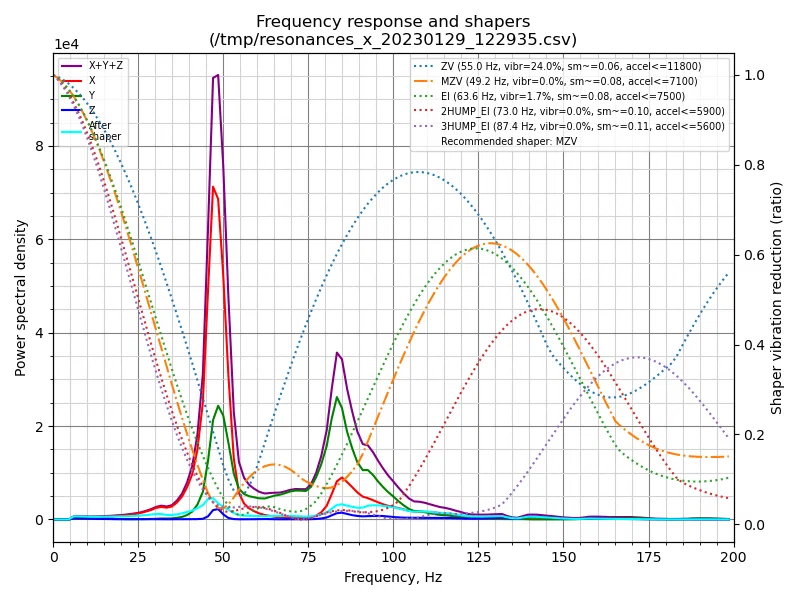 Frequency response and shapers
(/tmp/resonances_x_20230129_122935.csv)
1e4
X+Y+Z
X
Y
Z
After
shaper
ZV (55.0 Hz, vibr=24.0%, sm~=0.06, accel<=11800)
MZV (49.2 Hz, vibr=0.0%, sm~=0.08, accel<=7100)
EI (63.6 Hz, vibr=1.7%, sm~=0.08, accel<=7500)
2HUMP_EI (73.0 Hz, vibr=0.0%, sm~=0.10, accel<=5900)
3HUMP_EI (87.4 Hz, vibr=0.0%, sm~=0.11, accel<=5600)
Recommended shaper: MZV
Power spectral density
8
6
4
2
0
1.0
0.8
0.6
0.4
0.2
0.0
Shaper vibration reduction (ratio)
0 25 50 75 100 125 150 175 200
Frequency, Hz